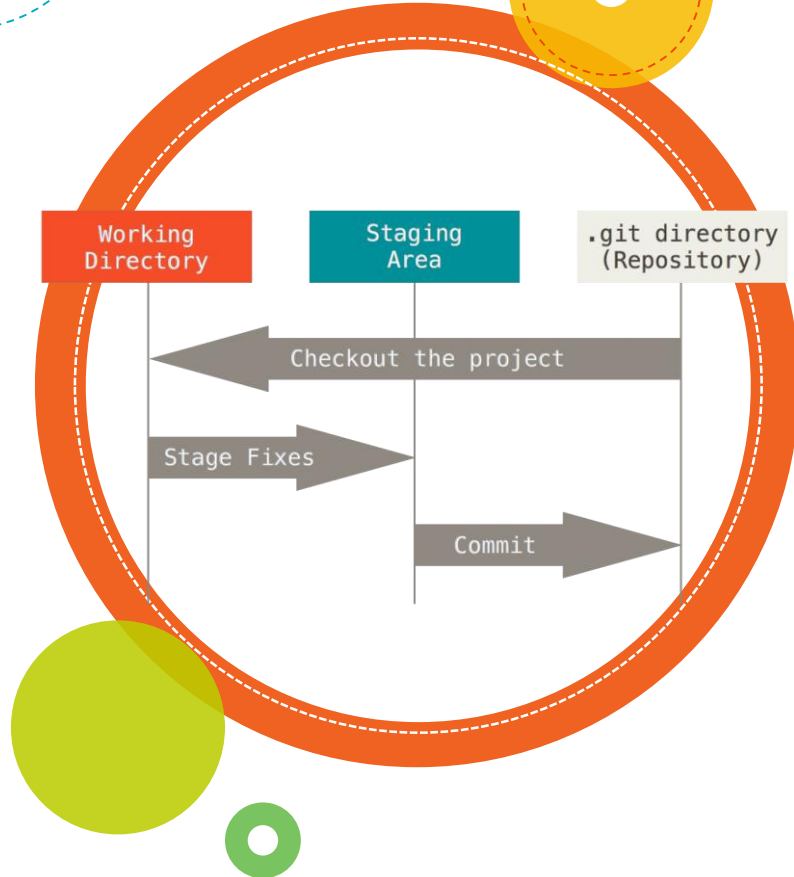 Working
Directory
Staging
Area
.git directory
(Repository)
Checkout the project
Stage Fixes
Commit